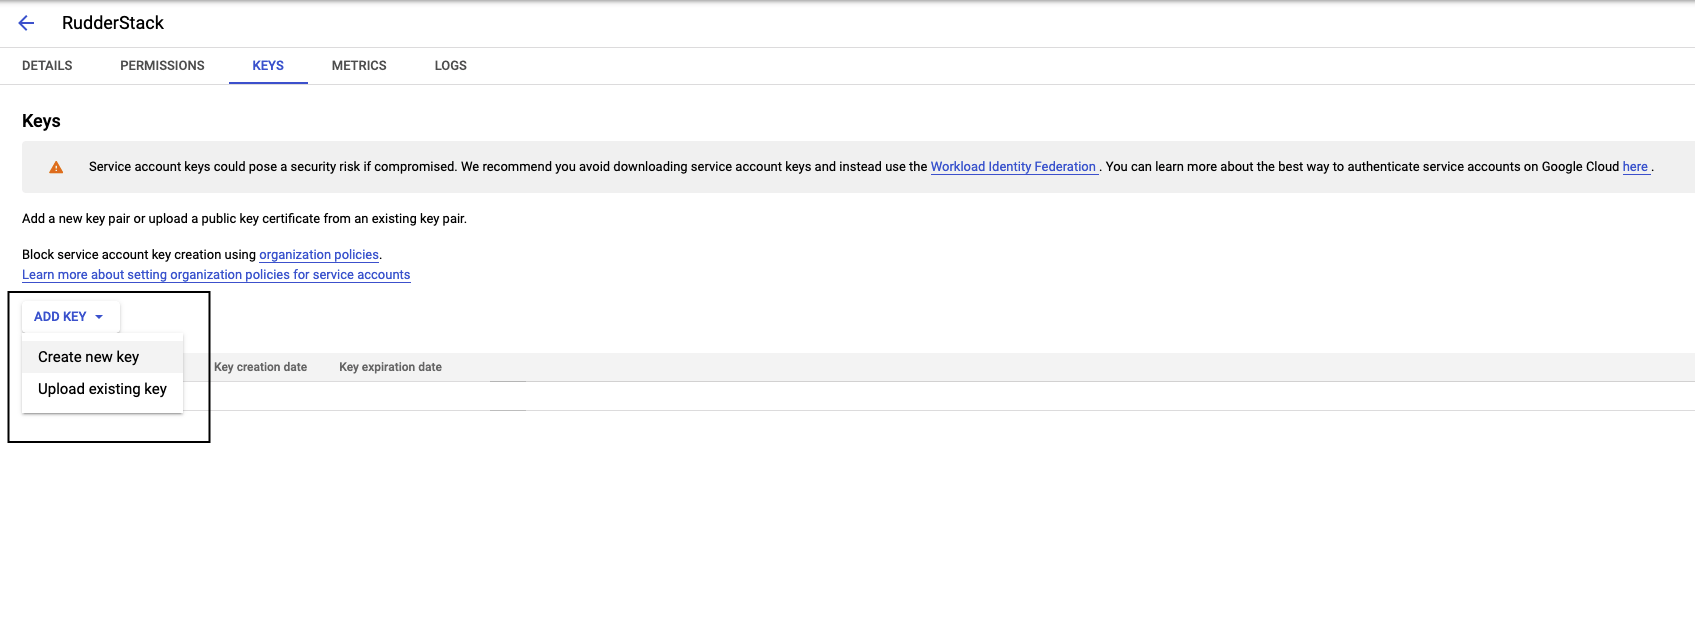 RudderStack
DETAILS PERMISSIONS KEYS METRICS LOGS
Keys
Service account keys could pose a security risk if compromised. We recommend you avoid downloading service account keys and instead use the Workload Identity Federation . You can learn more about the best way to authenticate service accounts on Google Cloud here .
Add a new key pair or upload a public key certificate from an existing key pair.
Block service account key creation using organization policies.
Learn more about setting organization policies for service accounts
ADD KEY
Create new key
Upload existing key
Key creation date Key expiration date